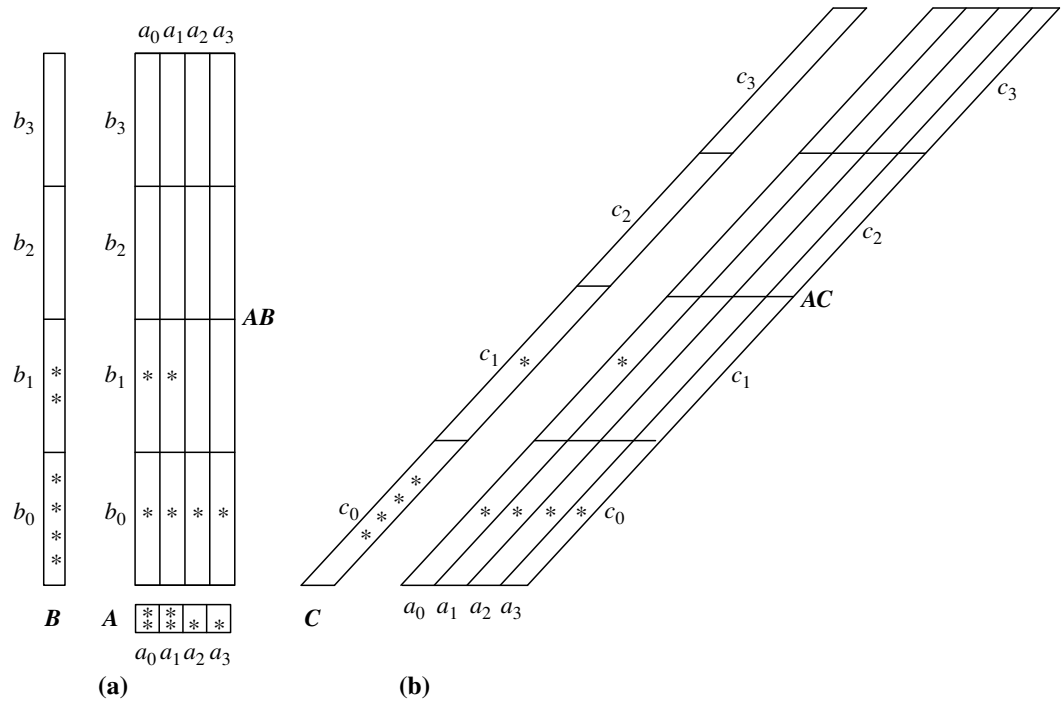 a₀ a₁ a₂ a₃
b₃ b₃
b₂ b₂
AB
b₁ * * b₁ * *
b₀ * * * * b₀ * * * *
B A * * * * * * C
a₀ a₁ a₂ a₃
(a)
c₃ c₃
c₂ c₂
AC
c₁ * * c₁
c₀ * * * * * * * * c₀
a₀ a₁ a₂ a₃
(b)